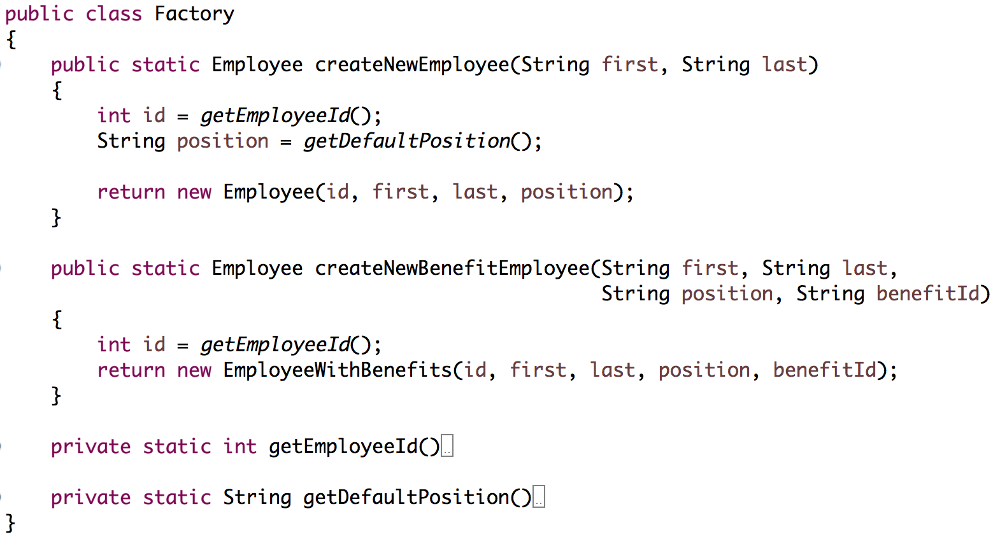 public class Factory
{
    public static Employee createNewEmployee(String first, String last)
    {
        int id = getEmployeeId();
        String position = getDefaultPosition();

        return new Employee(id, first, last, position);
    }

    public static Employee createNewBenefitEmployee(String first, String last,
                                                String position, String benefitId)
    {
        int id = getEmployeeId();
        return new EmployeeWithBenefits(id, first, last, position, benefitId);
    }

    private static int getEmployeeId()..

    private static String getDefaultPosition()..
}